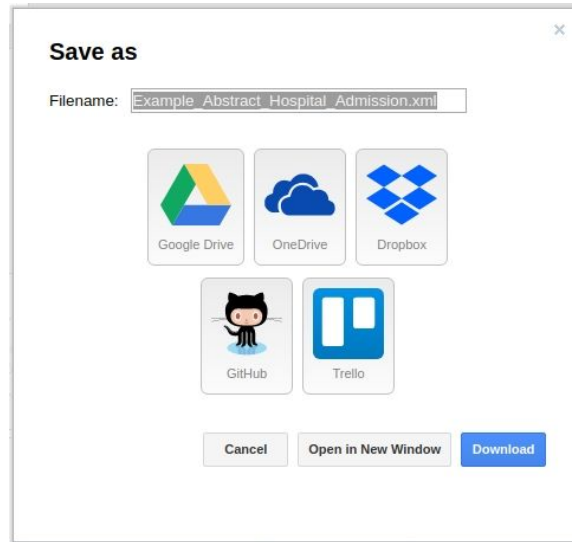 ×
Save as
Filename: Example_Abstract_Hospital_Admission.xml
Google Drive OneDrive Dropbox
GitHub Trello
Cancel Open in New Window Download